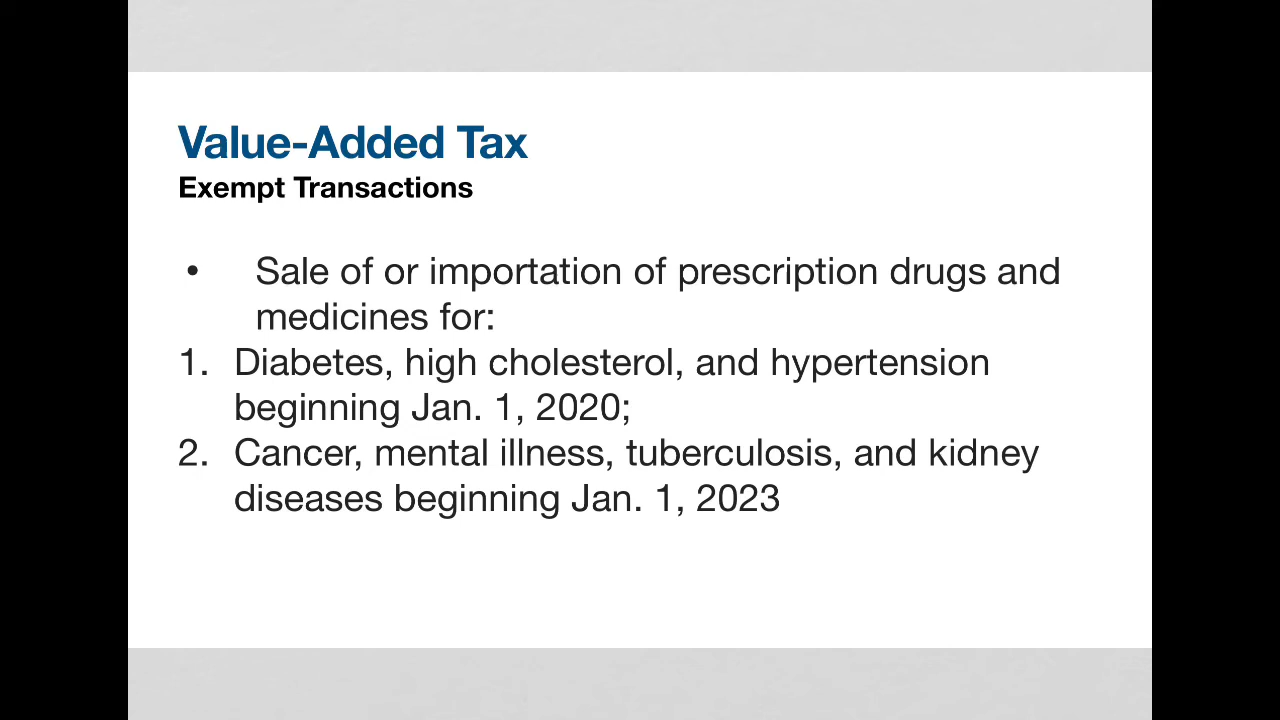 Value-Added Tax
Exempt Transactions
• Sale of or importation of prescription drugs and
medicines for:
1. Diabetes, high cholesterol, and hypertension
beginning Jan. 1, 2020;
2. Cancer, mental illness, tuberculosis, and kidney
diseases beginning Jan. 1, 2023